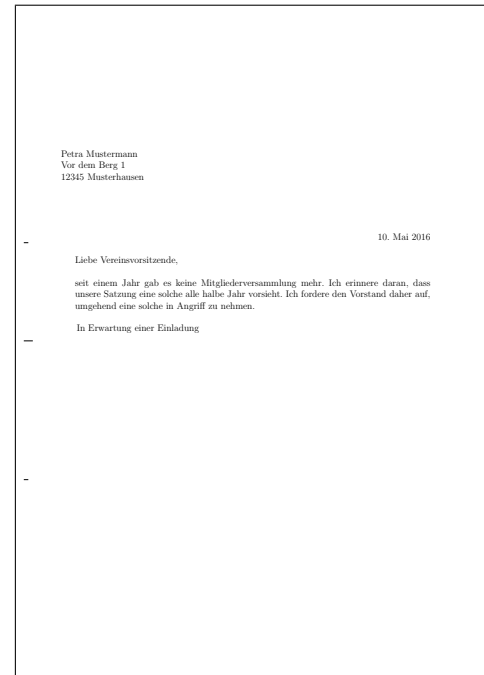 Petra Mustermann
Vor dem Berg 1
12345 Musterhausen
10. Mai 2016
Liebe Vereinsvorsitzende,
seit einem Jahr gab es keine Mitgliederversammlung mehr. Ich erinnere daran, dass
unsere Satzung eine solche alle halbe Jahr vorsieht. Ich fordere den Vorstand daher auf,
umgehend eine solche in Angriff zu nehmen.
In Erwartung einer Einladung